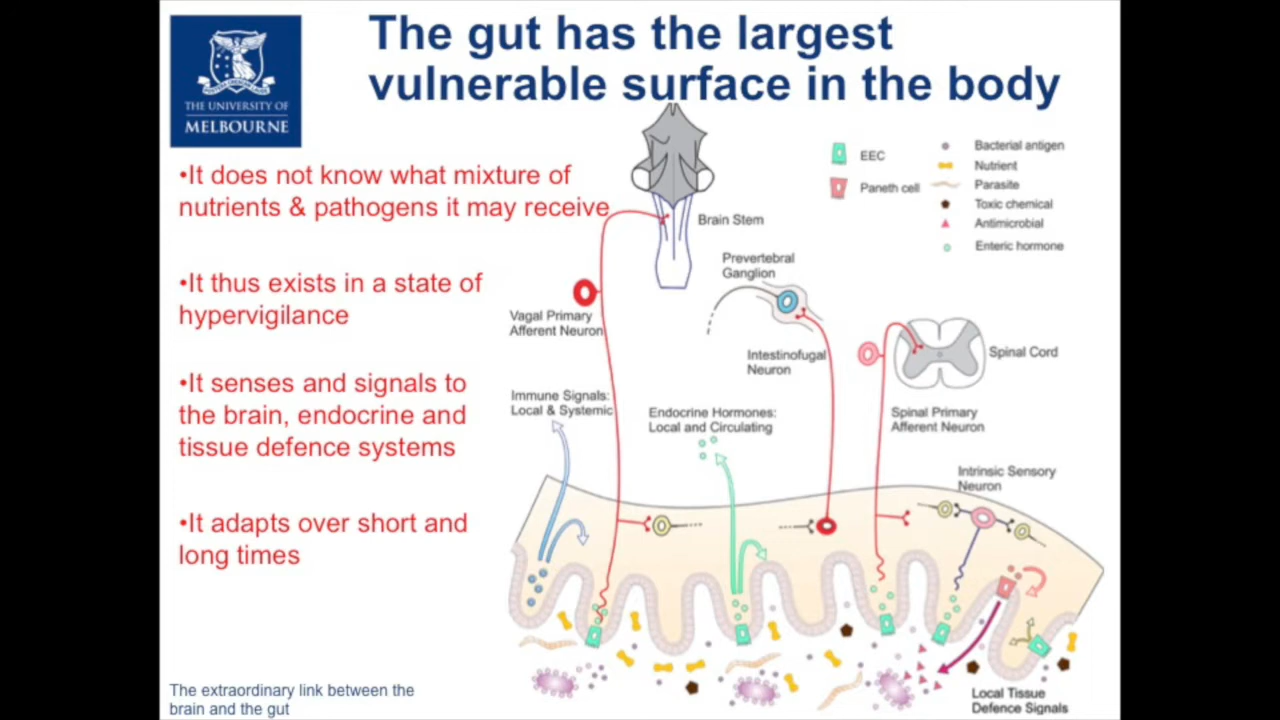 The gut has the largest
vulnerable surface in the body
THE UNIVERSITY OF
MELBOURNE
•It does not know what mixture of
nutrients & pathogens it may receive
•It thus exists in a state of
hypervigilance
•It senses and signals to
the brain, endocrine and
tissue defence systems
•It adapts over short and
long times
The extraordinary link between the
brain and the gut
EEC
Paneth cell
Bacterial antigen
Nutrient
Parasite
Toxic chemical
Antimicrobial
Enteric hormone
Brain Stem
Prevertebral
Ganglion
Vagal Primary
Afferent Neuron
Intestinofugal
Neuron
Spinal Cord
Immune Signals:
Local & Systemic
Endocrine Hormones:
Local and Circulating
Spinal Primary
Afferent Neuron
Intrinsic Sensory
Neuron
Local Tissue
Defence Signals